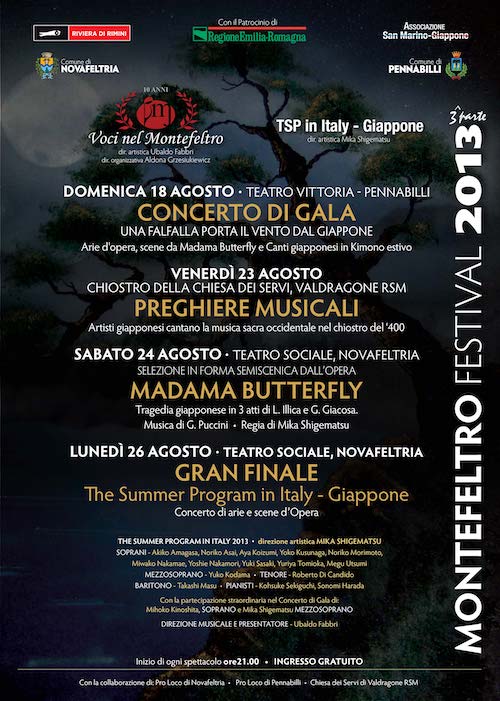 RIVIERA DI RIMINI
Con il Patrocinio di
RegioneEmilia-Romagna
ASSOCIAZIONE
SAN MARINO-GIAPPONE
Comune di
NOVAFELTRIA
Comune di
PENNABILLI
10 ANNI
Voci nel Montefeltro
dir. artistica Ubaldo Fabbri
dir. organizzativa Aldona Grzesiukiewicz
TSP in Italy - Giappone
dir. artistica Mika Shigematsu
DOMENICA 18 AGOSTO • TEATRO VITTORIA - PENNABILLI
CONCERTO DI GALA
UNA FALFALLA PORTA IL VENTO DAL GIAPPONE
Arie d'opera, scene da Madama Butterfly e Canti giapponesi in Kimono estivo
VENERDÌ 23 AGOSTO
CHIOSTRO DELLA CHIESA DEI SERVI, VALDRAGONE RSM
PREGHIERE MUSICALI
Artisti giapponesi cantano la musica sacra occidentale nel chiostro del '400
SABATO 24 AGOSTO • TEATRO SOCIALE, NOVAFELTRIA
SELEZIONE IN FORMA SEMISCENICA DALL'OPERA
MADAMA BUTTERFLY
Tragedia giapponese in 3 atti di L. Illica e G. Giacosa.
Musica di G. Puccini • Regia di Mika Shigematsu
LUNEDÌ 26 AGOSTO • TEATRO SOCIALE, NOVAFELTRIA
GRAN FINALE
The Summer Program in Italy - Giappone
Concerto di arie e scene d'Opera
THE SUMMER PROGRAM IN ITALY 2013 • direzione artistica MIKA SHIGEMATSU
SOPRANI - Akiko Amagasa, Noriko Asai, Aya Koizumi, Yoko Kusunaga, Noriko Morimoto,
Miwako Nakamae, Yoshie Nakamori, Yuki Sasaki, Yuriya Tomioka, Megu Utsumi
MEZZOSOPRANO - Yuko Kodama • TENORE - Roberto Di Candido
BARITONO - Takashi Masu • PIANISTI - Kohsuke Sekiguchi, Sonomi Harada
Con la partecipazione straordinaria nel Concerto di Gala di:
Mihoko Kinoshita, SOPRANO e Mika Shigematsu MEZZOSOPRANO
DIREZIONE MUSICALE E PRESENTATORE - Ubaldo Fabbri
Inizio di ogni spettacolo ore21.00 • INGRESSO GRATUITO
Con la collaborazione di: Pro Loco di Novafeltria • Pro Loco di Pennabilli • Chiesa dei Servi di Valdragone RSM
MONTEFELTRO FESTIVAL 2013
3^ parte